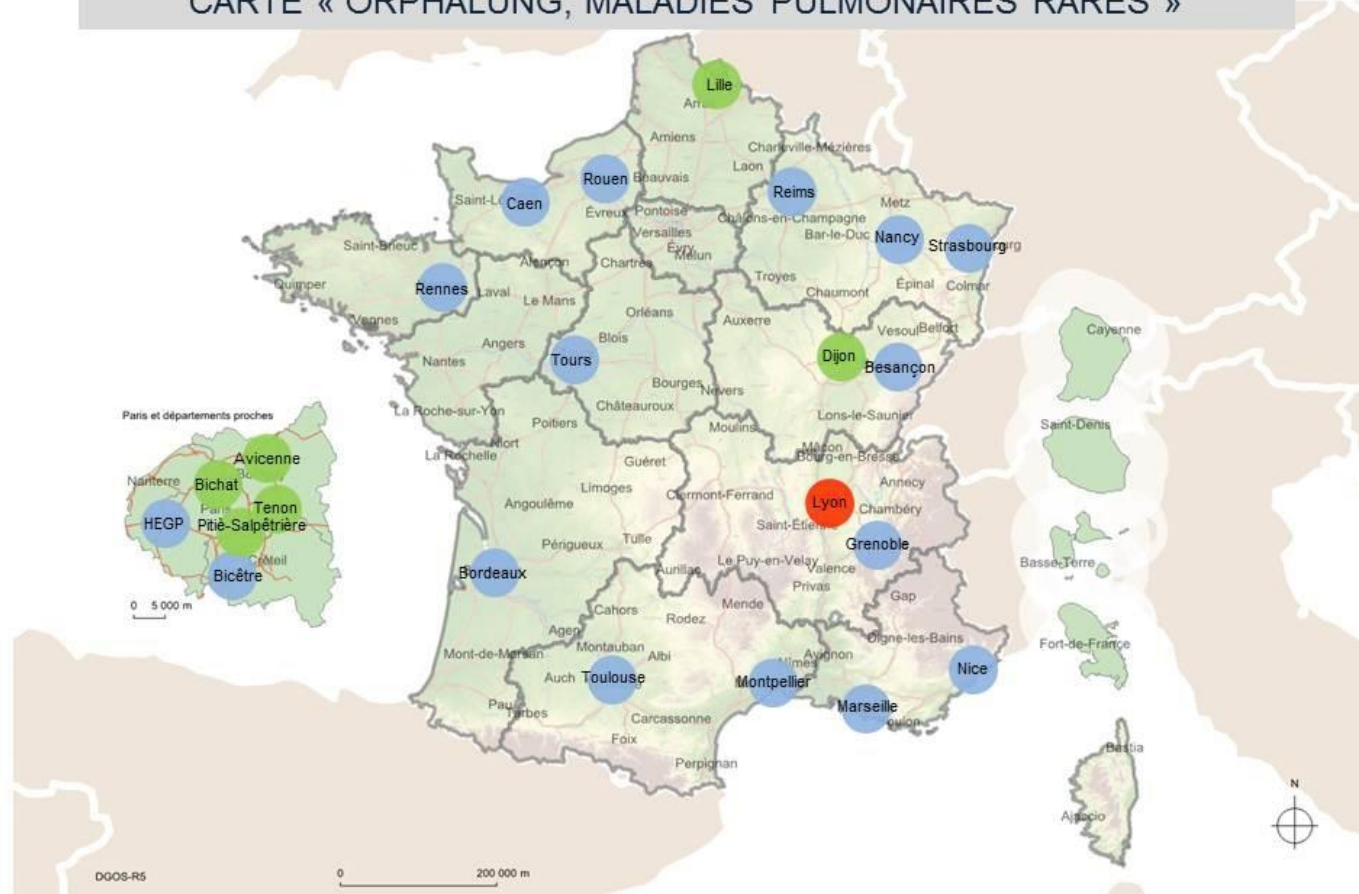 CARTE « ORPHALUNG, MALADIES PULMONAIRES RARES »
Lille
Amiens
Charleville-Mézières
Laon
Rouen
Beauvais
Reims
Caen
Metz
Évreux
Pontoise
Châlons-en-Champagne
Versailles
Bar-le-Duc
Nancy
Strasbourg
Saint-Brieuc
Évry
Melun
Alençon
Chartres
Troyes
Quimper
Rennes
Laval
Le Mans
Chaumont
Épinal
Colmar
Vannes
Orléans
Auxerre
Vesoul
Belfort
Cayenne
Angers
Blois
Nantes
Tours
Dijon
Besançon
Bourges
Nevers
La Roche-sur-Yon
Châteauroux
Lons-le-Saunier
Paris et départements proches
Poitiers
Moulins
Saint-Denis
Niort
La Rochelle
Mâcon
Bourg-en-Bresse
Avicenne
Guéret
Nanterre
Bichat
Limoges
Clermont-Ferrand
Annecy
Angoulême
Lyon
Chambéry
Tenon
Paris
HEGP
Pitiè-Salpêtrière
Saint-Étienne
Périgueux
Tulle
Grenoble
Créteil
Bicêtre
Bordeaux
Aurillac
Le Puy-en-Velay
Valence
Basse-Terre
Privas
0 5 000 m
Cahors
Rodez
Mende
Gap
Agen
Digne-les-Bains
Fort-de-France
Mont-de-Marsan
Montauban
Albi
Avignon
Nîmes
Auch
Toulouse
Montpellier
Nice
Pau
Tarbes
Marseille
Carcassonne
Foix
Bastia
Perpignan
N
Ajaccio
DGOS-R5
0 200 000 m